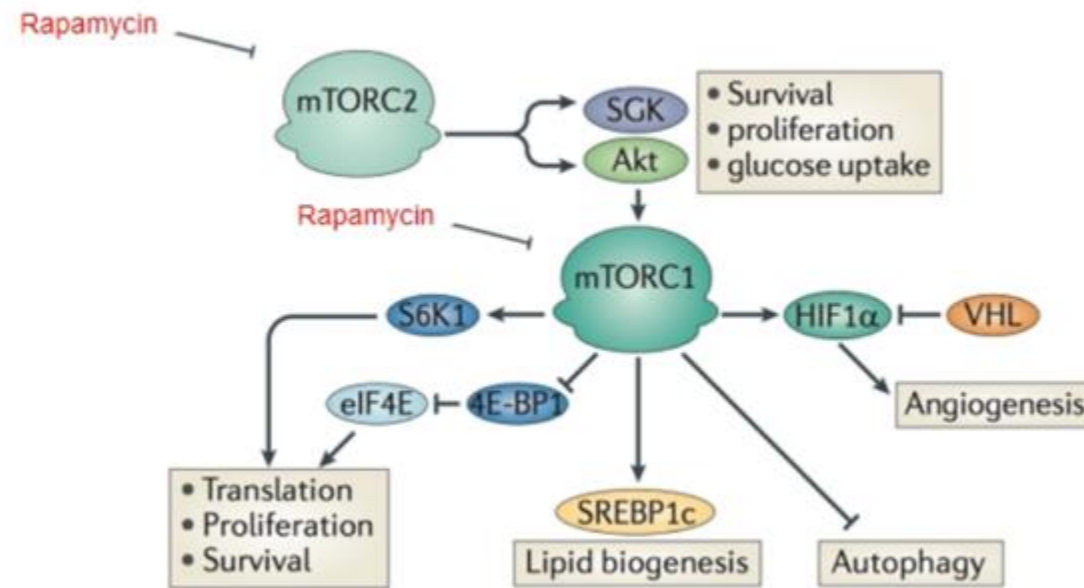 Rapamycin
mTORC2
SGK
Akt
• Survival
• proliferation
• glucose uptake
Rapamycin
mTORC1
S6K1
HIF1α
VHL
eIF4E
4E-BP1
Angiogenesis
• Translation
• Proliferation
• Survival
SREBP1c
Lipid biogenesis
Autophagy